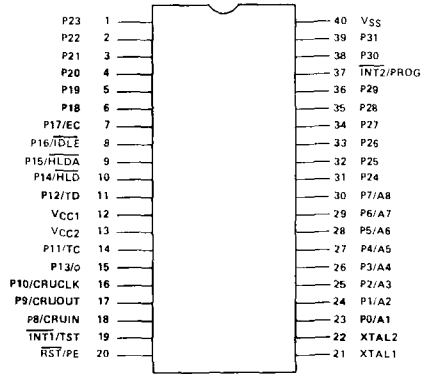 P23 1 40 VSS
P22 2 39 P31
P21 3 38 P30
P20 4 37 INT2/PROG
P19 5 36 P29
P18 6 35 P28
P17/EC 7 34 P27
P16/IDLE 8 33 P26
P15/HLDA 9 32 P25
P14/HLD 10 31 P24
P12/TD 11 30 P7/A8
VCC1 12 29 P6/A7
VCC2 13 28 P5/A6
P11/TC 14 27 P4/A5
P13/σ 15 26 P3/A4
P10/CRUCLK 16 25 P2/A3
P9/CRUOUT 17 24 P1/A2
P8/CRUIN 18 23 P0/A1
INT1/TST 19 22 XTAL2
RST/PE 20 21 XTAL1